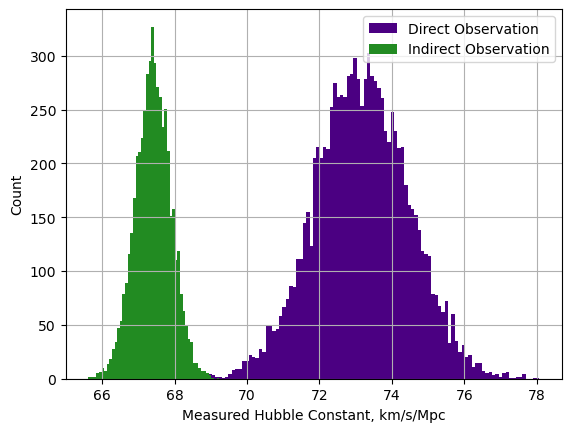 Direct Observation
Indirect Observation
300
250
200
150
100
50
0
Count
66 68 70 72 74 76 78
Measured Hubble Constant, km/s/Mpc